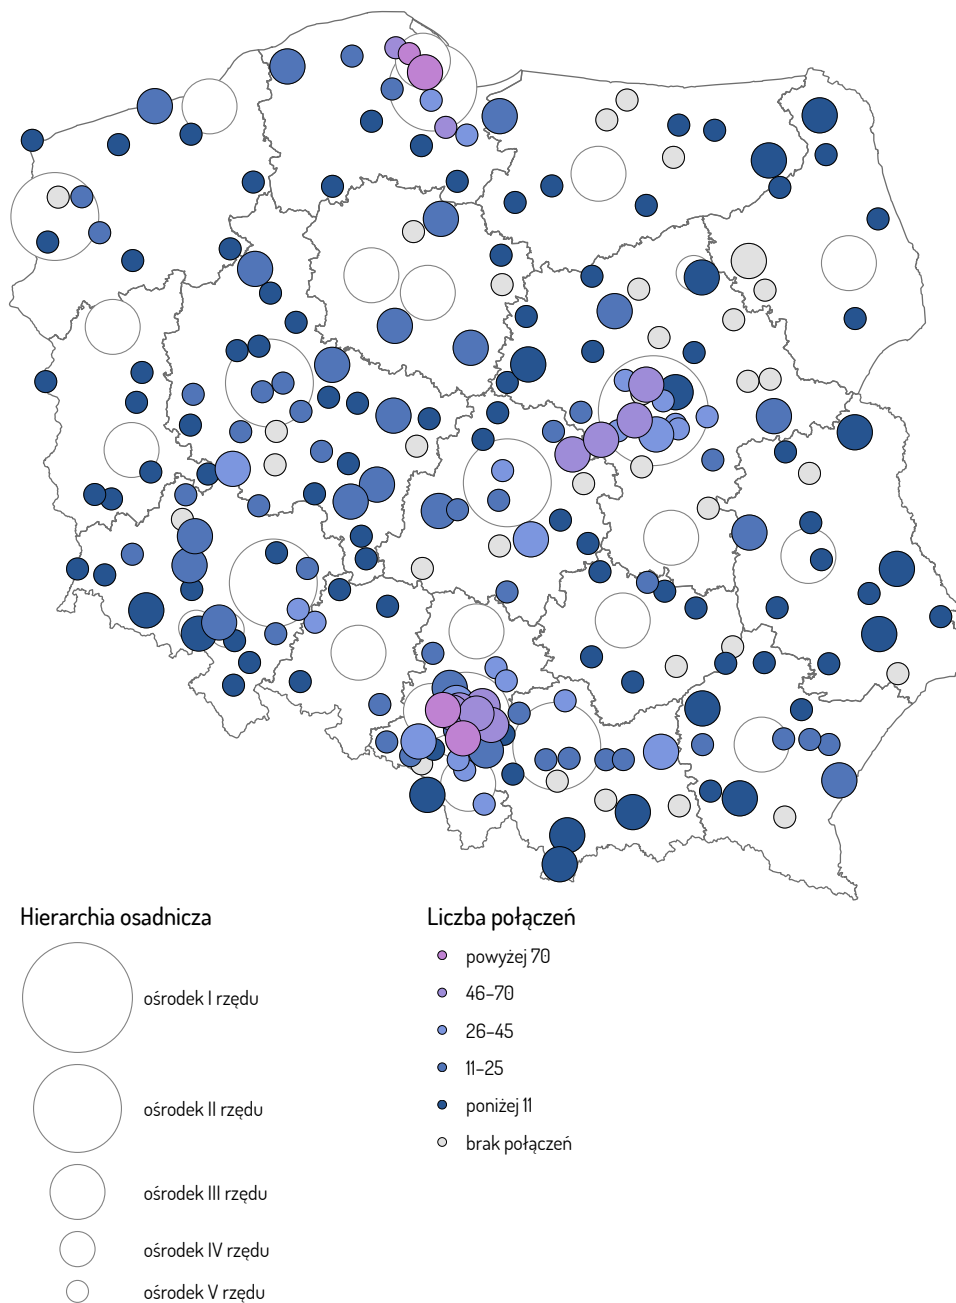 Hierarchia osadnicza
ośrodek I rzędu
ośrodek II rzędu
ośrodek III rzędu
ośrodek IV rzędu
ośrodek V rzędu
Liczba połączeń
powyżej 70
46–70
26–45
11–25
poniżej 11
brak połączeń